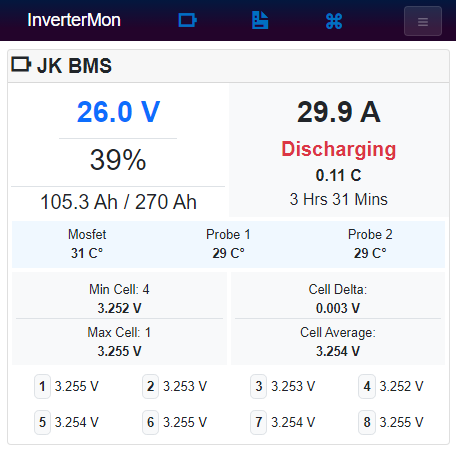 InverterMon
JK BMS
26.0 V
39%
105.3 Ah / 270 Ah
29.9 A
Discharging
0.11 C
3 Hrs 31 Mins
Mosfet
31 C°
Probe 1
29 C°
Probe 2
29 C°
Min Cell: 4
3.252 V
Max Cell: 1
3.255 V
Cell Delta:
0.003 V
Cell Average:
3.254 V
1 3.255 V 2 3.253 V 3 3.253 V 4 3.252 V
5 3.254 V 6 3.255 V 7 3.254 V 8 3.255 V